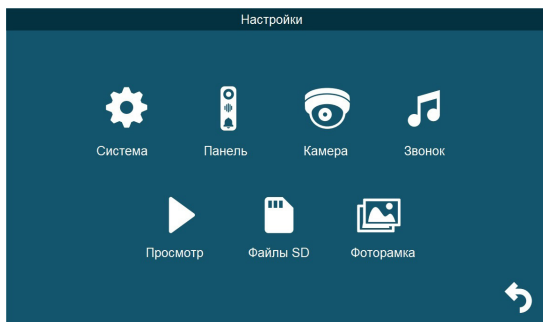 Настройки
Система
Панель
Камера
Звонок
Просмотр
Файлы SD
Фоторамка